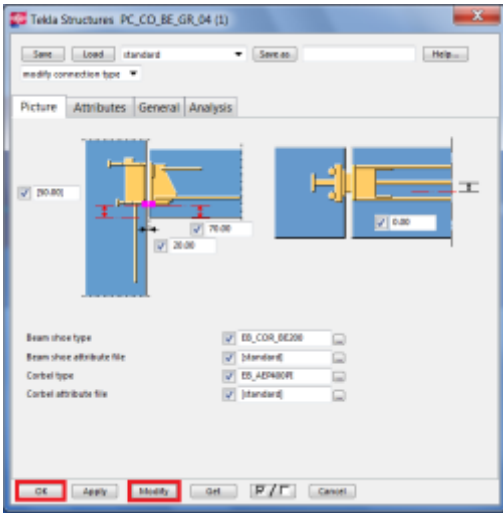 Tekla Structures PC_CO_BE_GR_04 (1)
Save Load standard Save as Help...
modify connection type
Picture Attributes General Analysis
[50.00]
70.00
20.00
0.00
Beam shoe type
Beam shoe attribute file [standard]
Corbel type
Corbel attribute file [standard]
OK Apply Modify Get Cancel